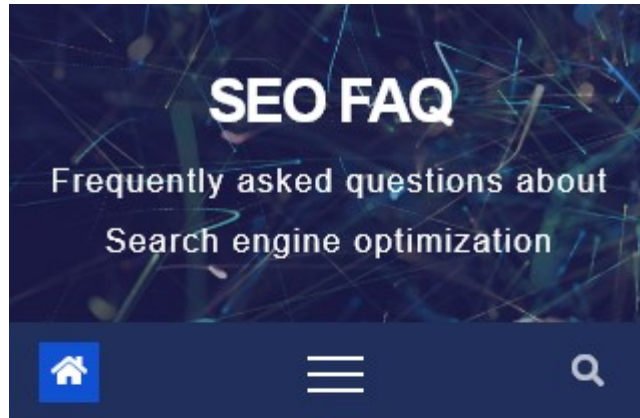 SEO FAQ
Frequently asked questions about
Search engine optimization